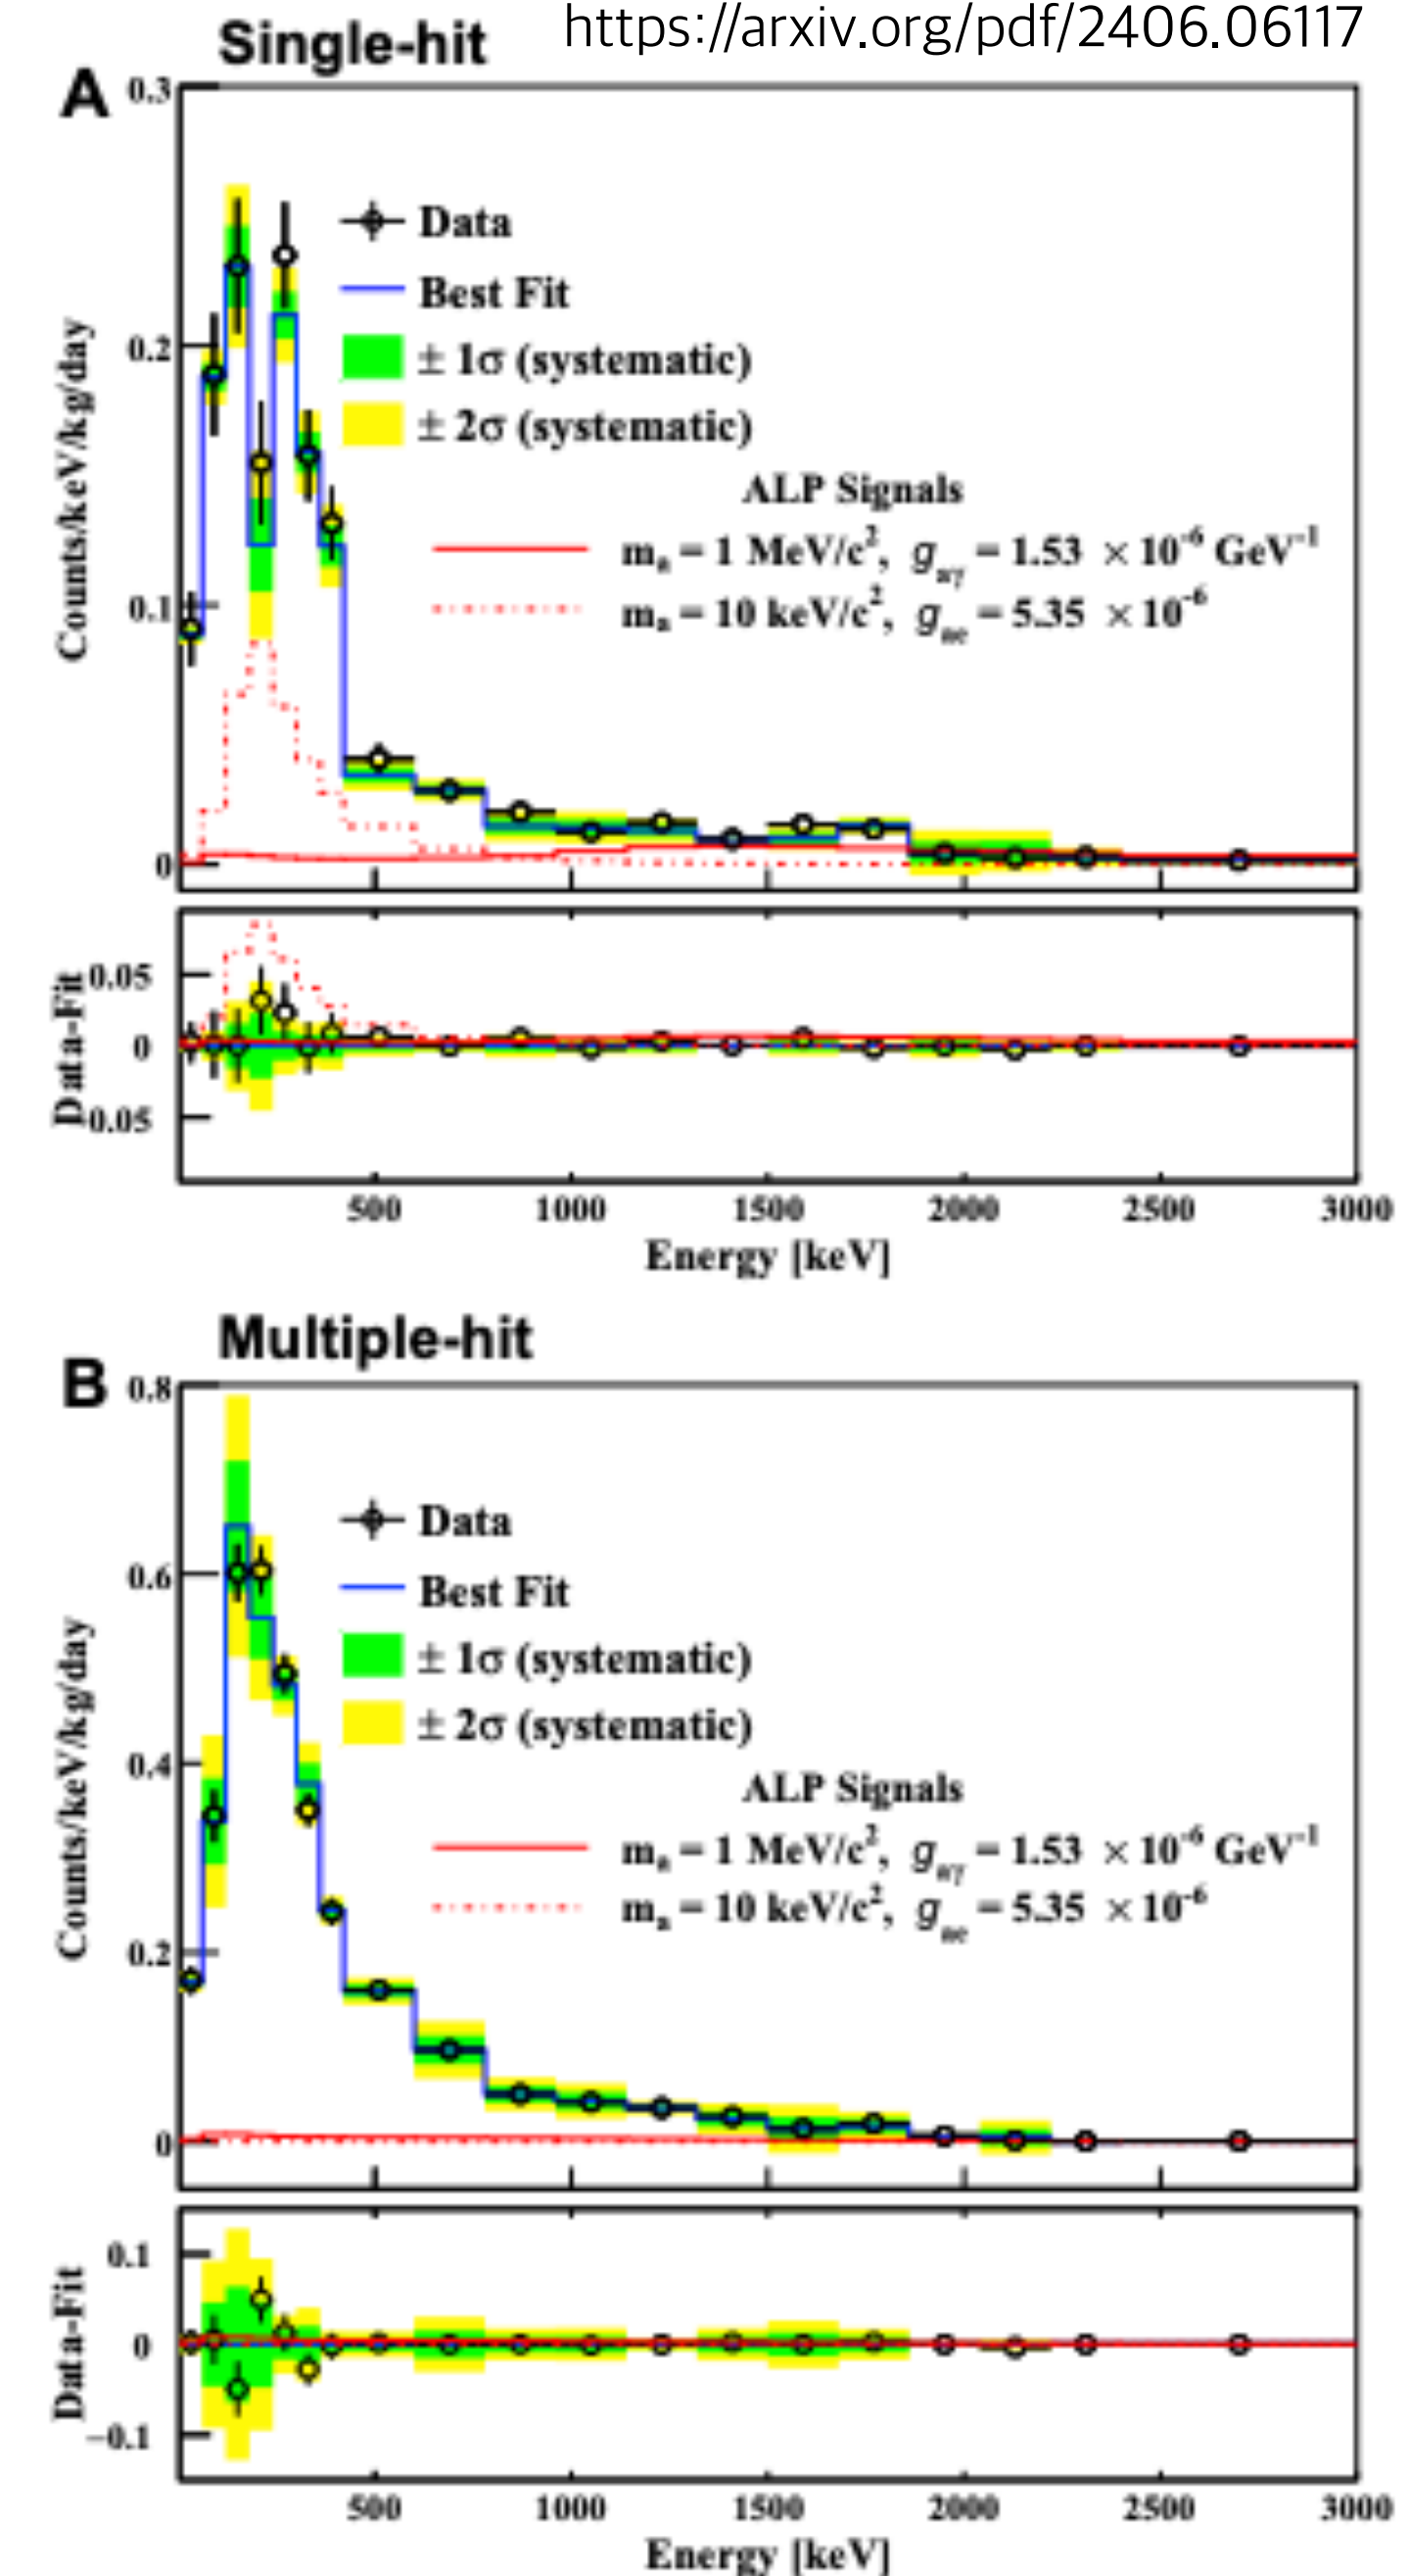 Single-hit
https://arxiv.org/pdf/2406.06117
A
0.3
0.2
0.1
0
Counts/keV/kg/day
Data
Best Fit
± 1σ (systematic)
± 2σ (systematic)
ALP Signals
mₐ = 1 MeV/c², gₐᵧ = 1.53 ×10⁻⁶ GeV⁻¹
mₐ = 10 keV/c², gₐₑ = 5.35 ×10⁻⁶
Data-Fit
0.05
0
0.05
500 1000 1500 2000 2500 3000
Energy [keV]
Multiple-hit
B
0.8
0.6
0.4
0.2
0
Counts/keV/kg/day
Data
Best Fit
± 1σ (systematic)
± 2σ (systematic)
ALP Signals
mₐ = 1 MeV/c², gₐᵧ = 1.53 ×10⁻⁶ GeV⁻¹
mₐ = 10 keV/c², gₐₑ = 5.35 ×10⁻⁶
Data-Fit
0.1
0
−0.1
500 1000 1500 2000 2500 3000
Energy [keV]